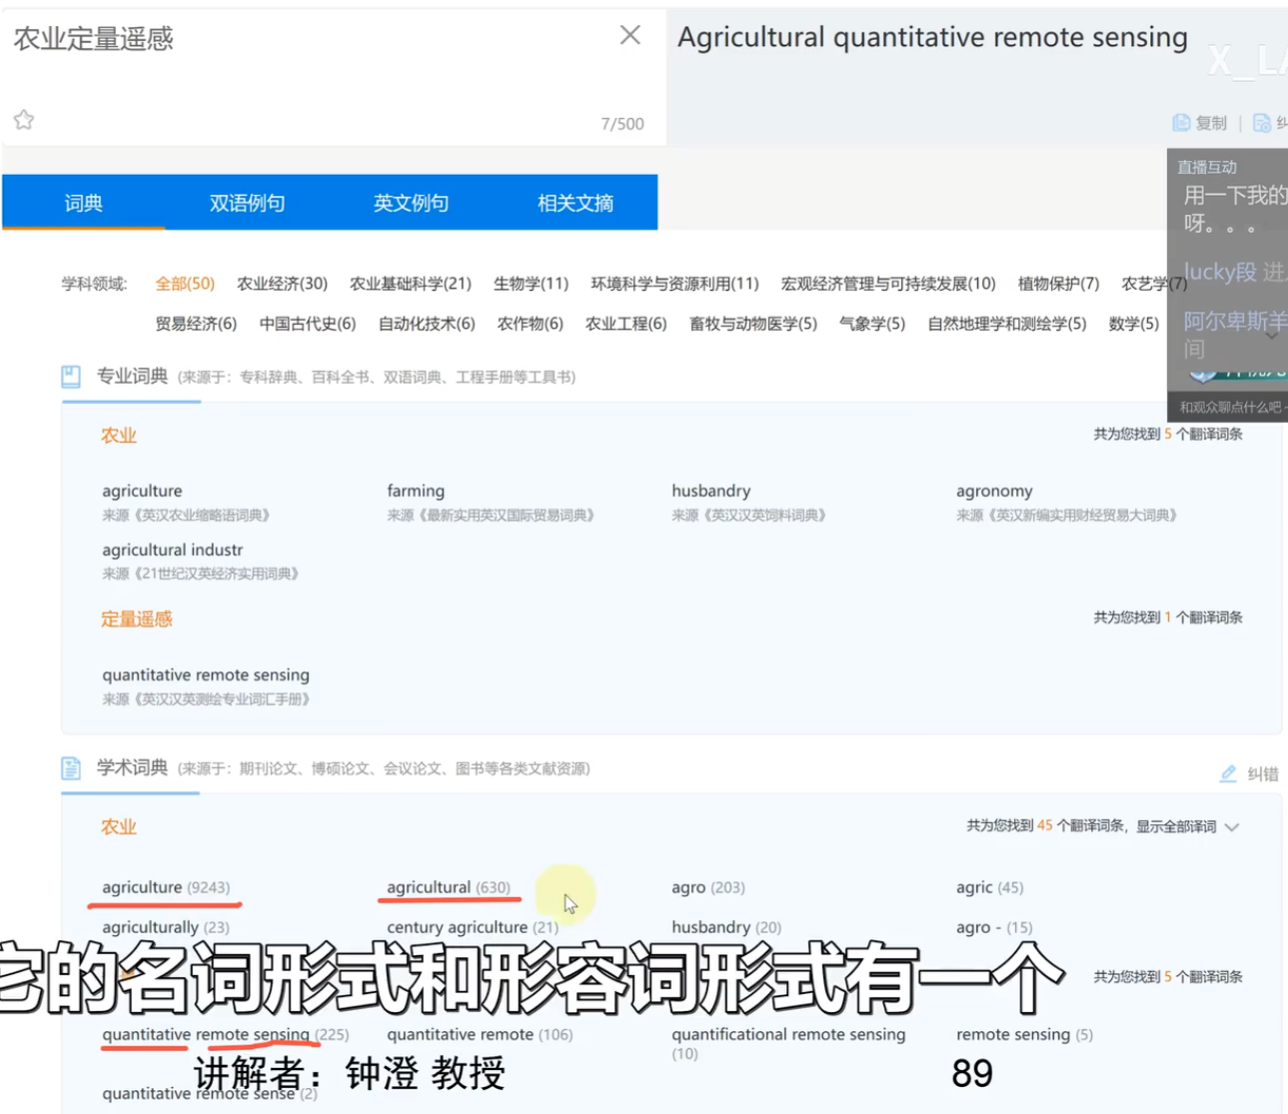 农业定量遥感
Agricultural quantitative remote sensing
X_LA
7/500
复制 | 纠
直播互动
用一下我的
呀。。。
lucky段 进
阿尔卑斯羊
间
和观众聊点什么吧~
词典 双语例句 英文例句 相关文摘
学科领域: 全部(50) 农业经济(30) 农业基础科学(21) 生物学(11) 环境科学与资源利用(11) 宏观经济管理与可持续发展(10) 植物保护(7) 农艺学(7)
贸易经济(6) 中国古代史(6) 自动化技术(6) 农作物(6) 农业工程(6) 畜牧与动物医学(5) 气象学(5) 自然地理学和测绘学(5) 数学(5)
专业词典 (来源于：专科辞典、百科全书、双语词典、工程手册等工具书)
农业 共为您找到 5 个翻译词条
agriculture farming husbandry agronomy
来源《英汉农业缩略语词典》 来源《最新实用英汉国际贸易词典》 来源《英汉汉英饲料词典》 来源《英汉新编实用财经贸易大词典》
agricultural industr
来源《21世纪汉英经济实用词典》
定量遥感 共为您找到 1 个翻译词条
quantitative remote sensing
来源《英汉汉英测绘专业词汇手册》
学术词典 (来源于：期刊论文、博硕论文、会议论文、图书等各类文献资源) 纠错
农业 共为您找到 45 个翻译词条，显示全部译词
agriculture (9243) agricultural (630) agro (203) agric (45)
agriculturally (23) century agriculture (21) husbandry (20) agro - (15)
它的名词形式和形容词形式有一个
共为您找到 5 个翻译词条
quantitative remote sensing (225) quantitative remote (106) quantificational remote sensing (10) remote sensing (5)
讲解者：钟澄 教授 89
quantitative remote sense (2)